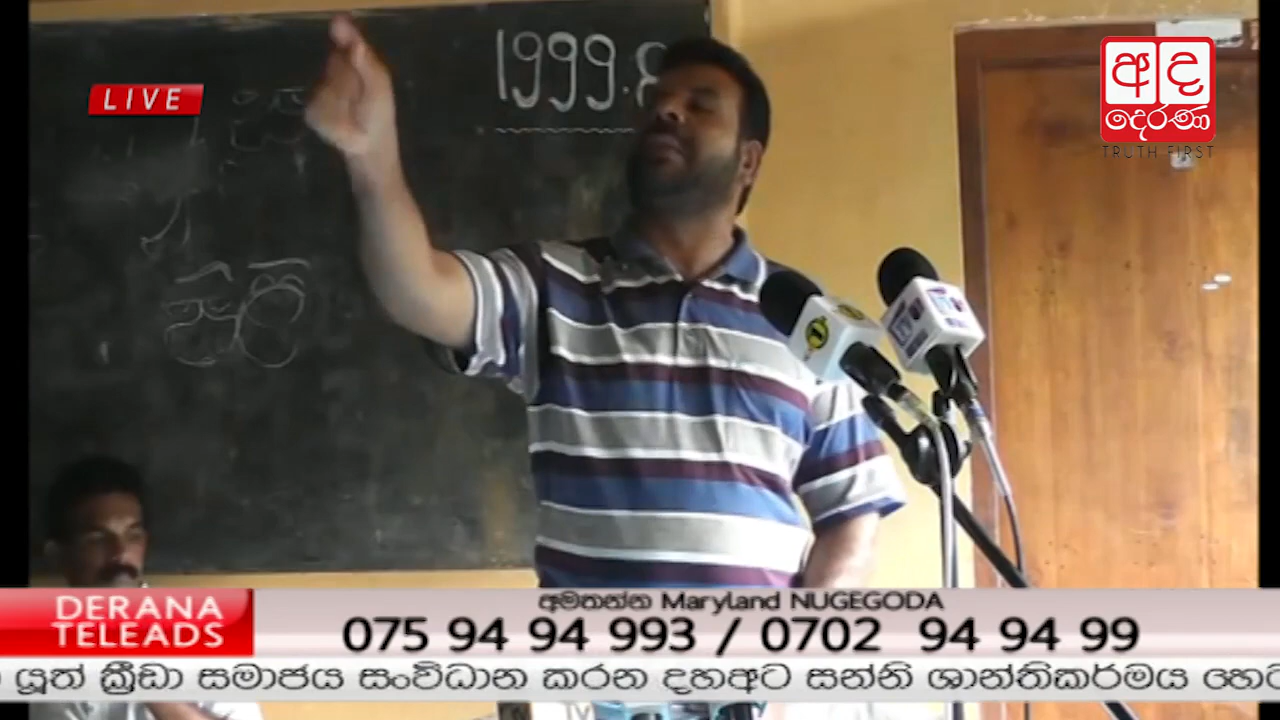 1999.8
LIVE
අද
දෙරණ
TRUTH FIRST
DERANA
TELEADS
අමතන්න Maryland NUGEGODA
075 94 94 993 / 0702 94 94 99
යූත් ක්‍රීඩා සමාජය සංවිධාන කරන දහඅට සන්නි ශාන්තිකර්මය හෙට